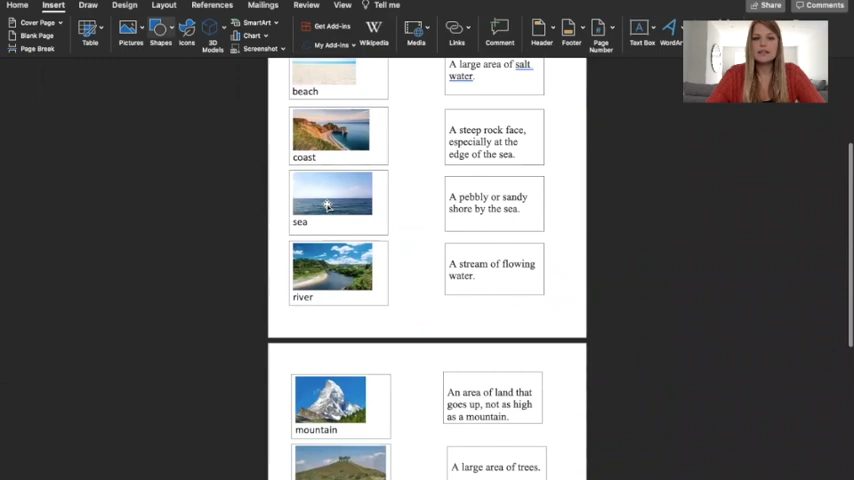 Home Insert Draw Design Layout References Mailings Review View Tell me Share Comments
Cover Page
Blank Page
Page Break
Table
Pictures
Shapes
Icons
3D
Models
SmartArt
Chart
Screenshot
Get Add-ins
My Add-ins
Wikipedia
Media
Links
Comment
Header
Footer
Page
Number
Text Box
WordArt
beach
A large area of salt
water.
coast
A steep rock face,
especially at the
edge of the sea.
sea
A pebbly or sandy
shore by the sea.
river
A stream of flowing
water.
mountain
An area of land that
goes up, not as high
as a mountain.
A large area of trees.